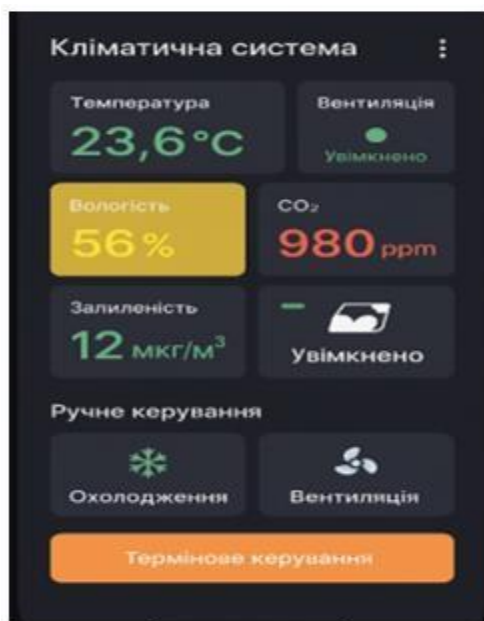 Кліматична система
Температура
23,6°C
Вентиляція
Увімкнено
Вологість
56%
CO₂
980 ppm
Запиленість
12 мкг/м³
Увімкнено
Ручне керування
Охолодження
Вентиляція
Термінове керування